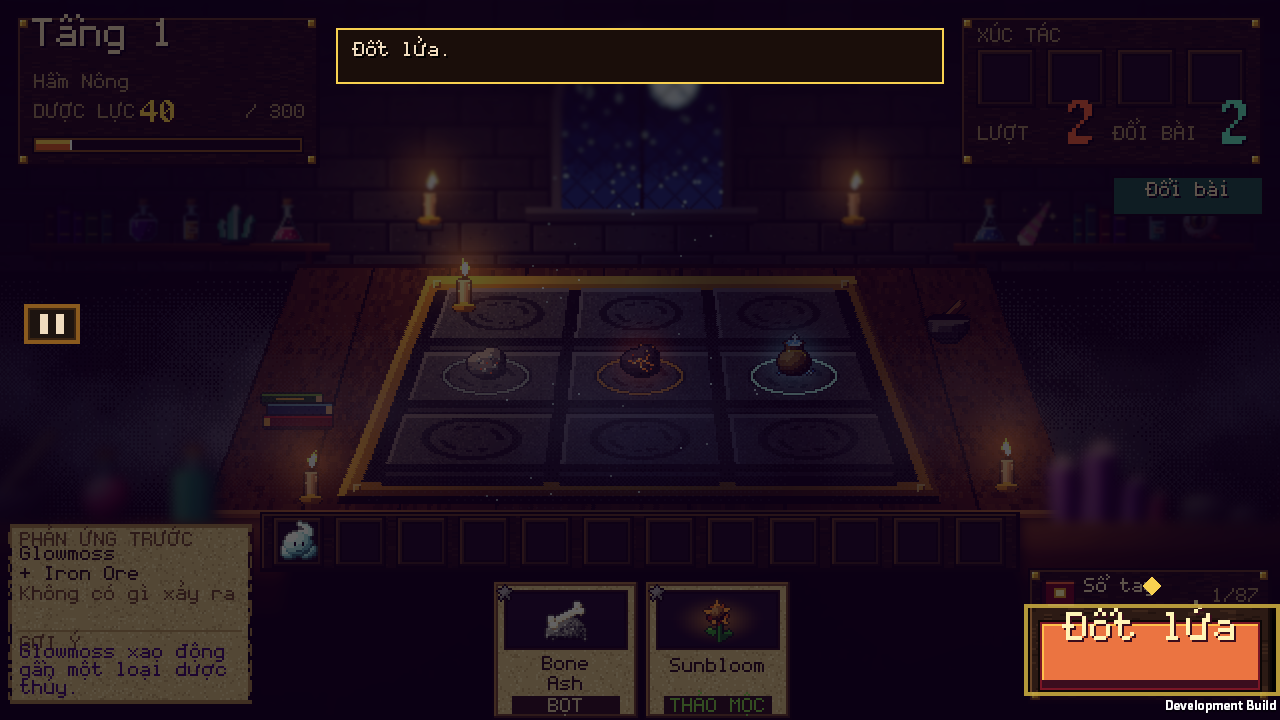 Tầng 1
Hầm Nông
DƯỢC LỰC 40 / 300
Đốt lửa.
XÚC TÁC
LƯỢT 2 ĐỔI BÀI 2
Đổi bài
PHẢN ỨNG TRƯỚC
Glowmoss
+ Iron Ore
Không có gì xảy ra
GỢI Ý
Glowmoss xao động
gần một loại dược
thủy.
Bone
Ash
BỘT
Sunbloom
THẢO MỘC
Sổ tay
1/87
Đốt lửa
Development Build